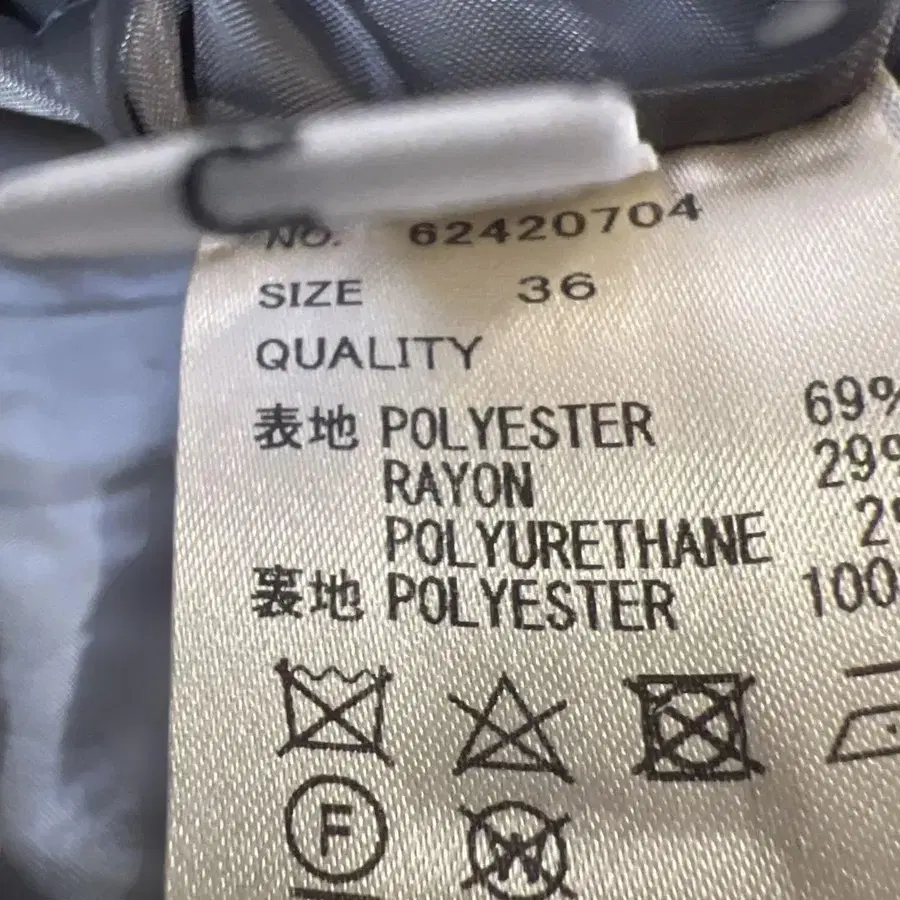 NO. 62420704
SIZE 36
QUALITY
表地 POLYESTER 69%
RAYON 29%
POLYURETHANE 2%
裏地 POLYESTER 100
F
W